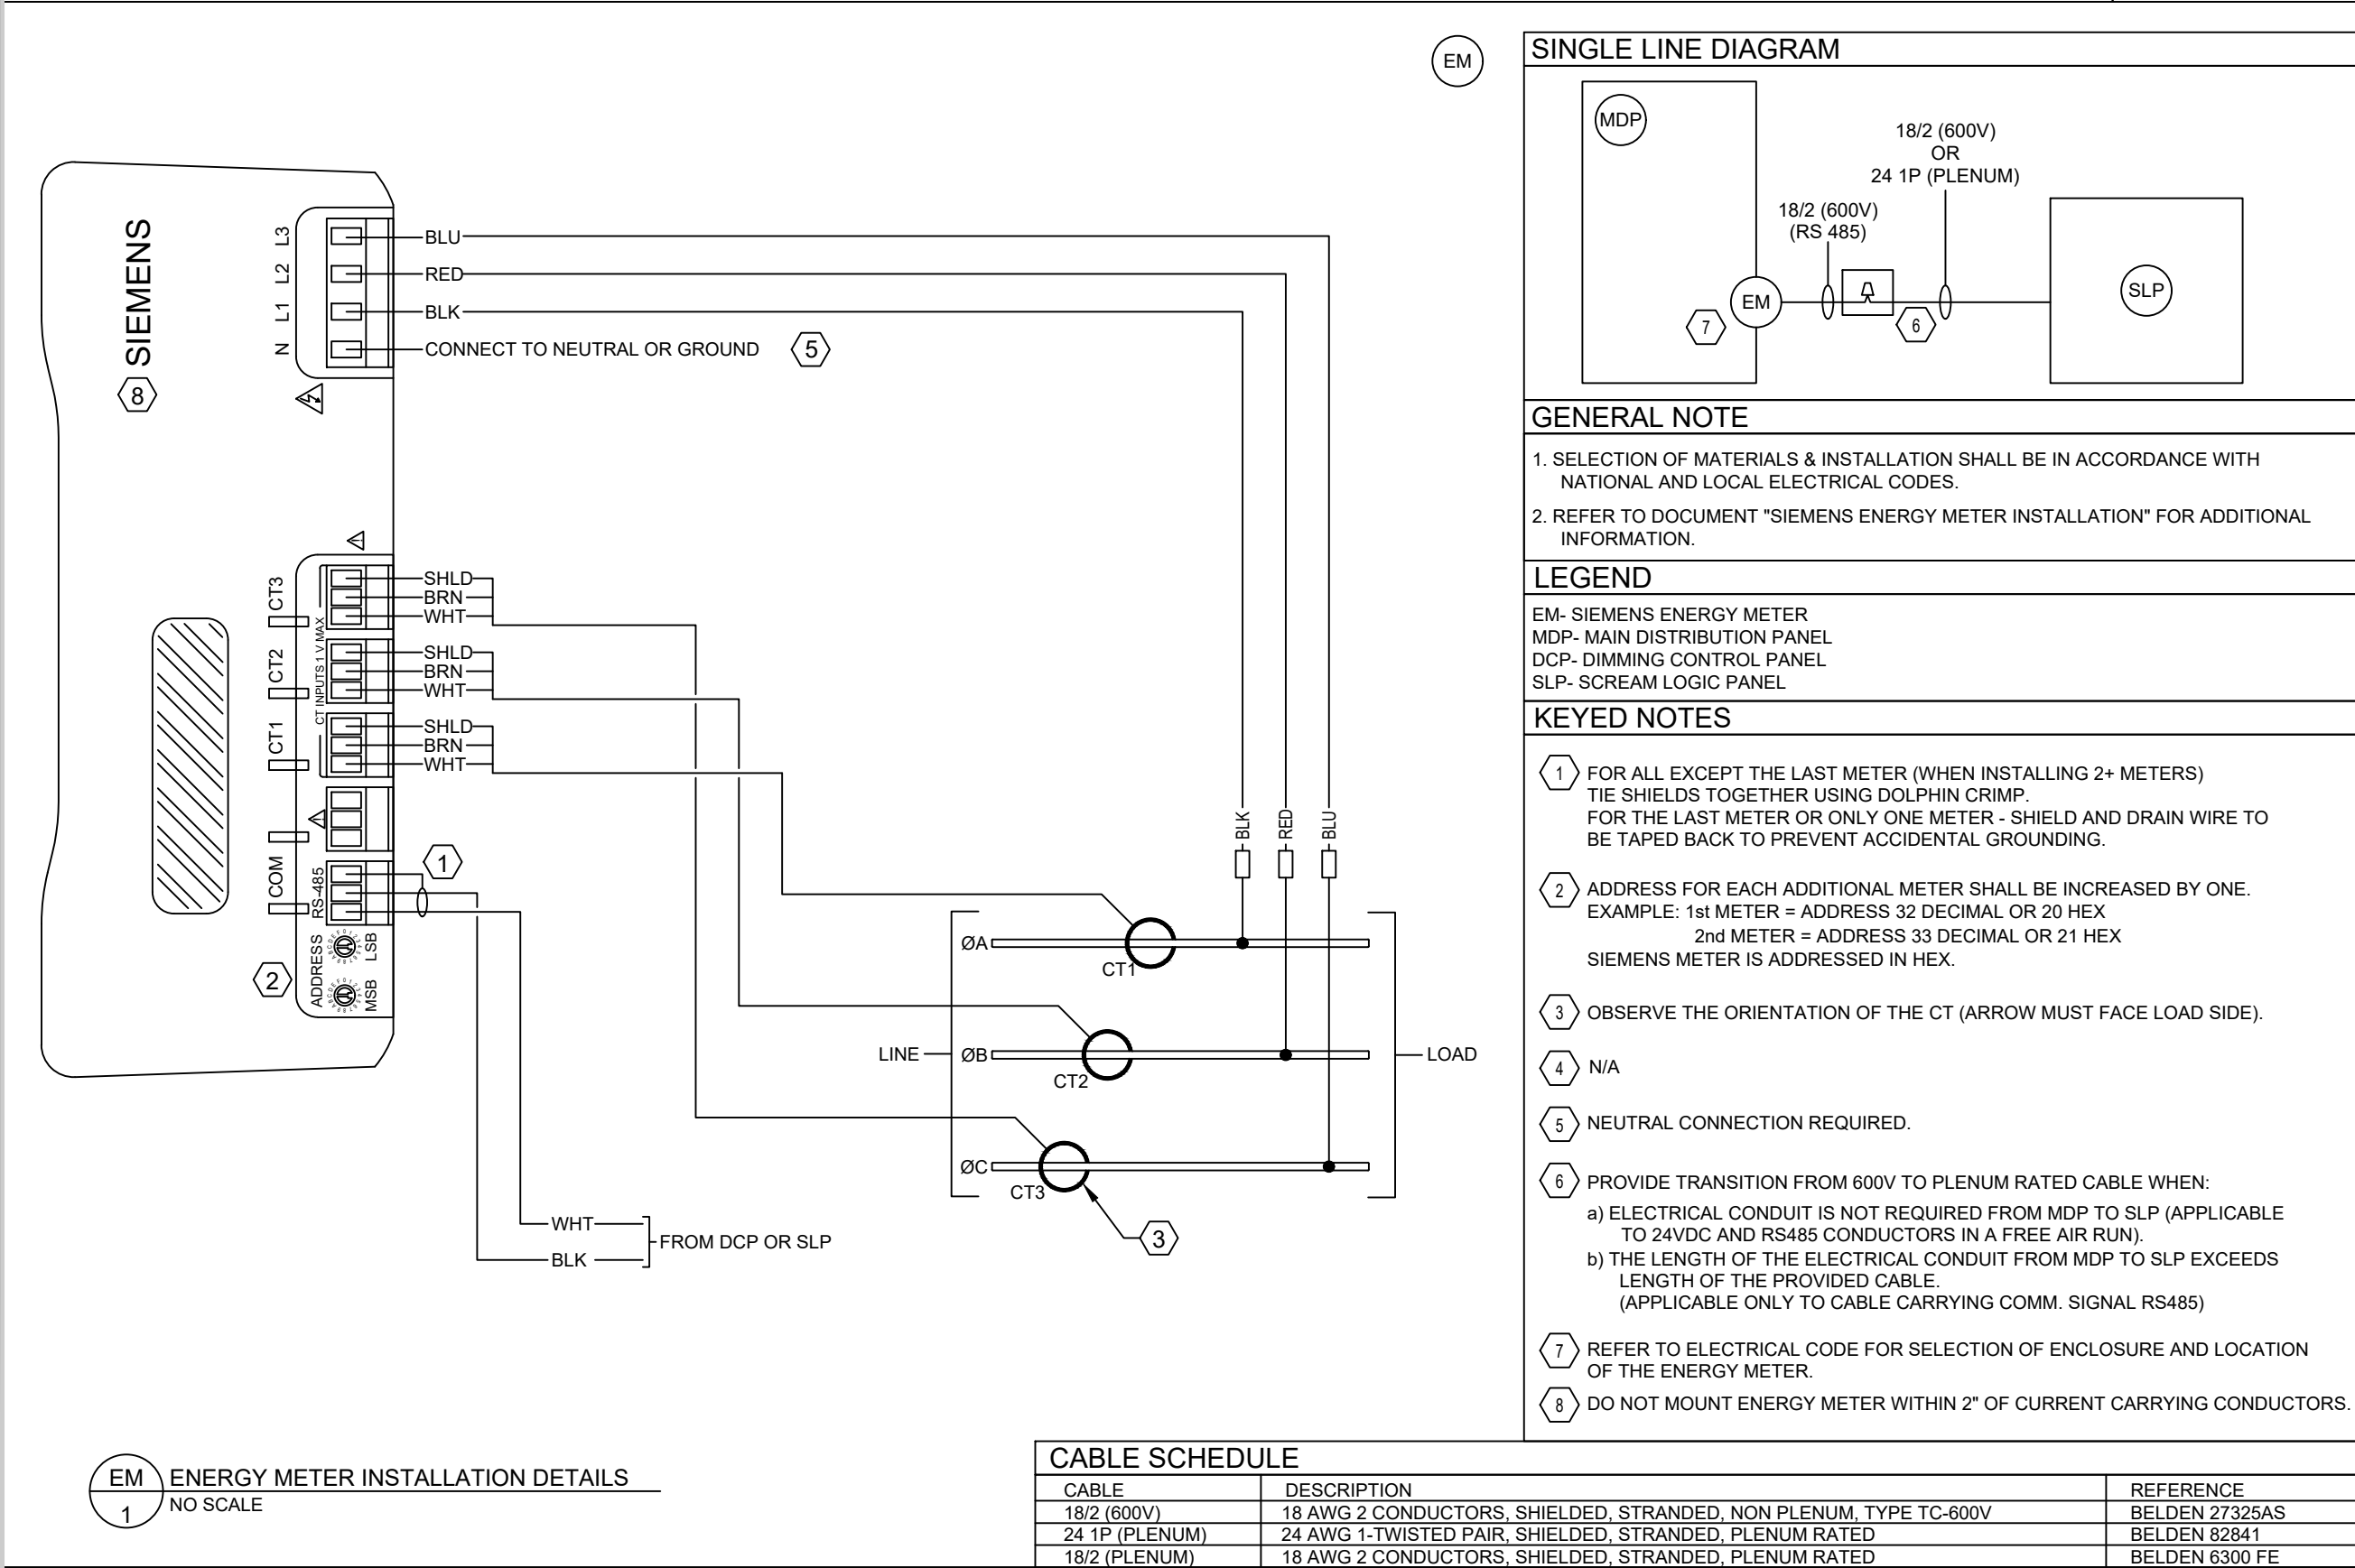 EM
SIEMENS
8
L3
L2
L1
N
BLU
RED
BLK
CONNECT TO NEUTRAL OR GROUND
5
CT3
CT2
CT1
CT INPUTS 1 V MAX
SHLD
BRN
WHT
SHLD
BRN
WHT
SHLD
BRN
WHT
COM
RS-485
1
ADDRESS
LSB
MSB
2
BLK
RED
BLU
ØA
CT1
LINE
ØB
CT2
LOAD
ØC
CT3
3
WHT
BLK
FROM DCP OR SLP
EM
1
ENERGY METER INSTALLATION DETAILS
NO SCALE
SINGLE LINE DIAGRAM
MDP
18/2 (600V)
OR
24 1P (PLENUM)
18/2 (600V)
(RS 485)
EM
7
6
SLP
GENERAL NOTE
1. SELECTION OF MATERIALS & INSTALLATION SHALL BE IN ACCORDANCE WITH
NATIONAL AND LOCAL ELECTRICAL CODES.
2. REFER TO DOCUMENT "SIEMENS ENERGY METER INSTALLATION" FOR ADDITIONAL
INFORMATION.
LEGEND
EM- SIEMENS ENERGY METER
MDP- MAIN DISTRIBUTION PANEL
DCP- DIMMING CONTROL PANEL
SLP- SCREAM LOGIC PANEL
KEYED NOTES
1 FOR ALL EXCEPT THE LAST METER (WHEN INSTALLING 2+ METERS)
TIE SHIELDS TOGETHER USING DOLPHIN CRIMP.
FOR THE LAST METER OR ONLY ONE METER - SHIELD AND DRAIN WIRE TO
BE TAPED BACK TO PREVENT ACCIDENTAL GROUNDING.
2 ADDRESS FOR EACH ADDITIONAL METER SHALL BE INCREASED BY ONE.
EXAMPLE: 1st METER = ADDRESS 32 DECIMAL OR 20 HEX
2nd METER = ADDRESS 33 DECIMAL OR 21 HEX
SIEMENS METER IS ADDRESSED IN HEX.
3 OBSERVE THE ORIENTATION OF THE CT (ARROW MUST FACE LOAD SIDE).
4 N/A
5 NEUTRAL CONNECTION REQUIRED.
6 PROVIDE TRANSITION FROM 600V TO PLENUM RATED CABLE WHEN:
a) ELECTRICAL CONDUIT IS NOT REQUIRED FROM MDP TO SLP (APPLICABLE
TO 24VDC AND RS485 CONDUCTORS IN A FREE AIR RUN).
b) THE LENGTH OF THE ELECTRICAL CONDUIT FROM MDP TO SLP EXCEEDS
LENGTH OF THE PROVIDED CABLE.
(APPLICABLE ONLY TO CABLE CARRYING COMM. SIGNAL RS485)
7 REFER TO ELECTRICAL CODE FOR SELECTION OF ENCLOSURE AND LOCATION
OF THE ENERGY METER.
8 DO NOT MOUNT ENERGY METER WITHIN 2" OF CURRENT CARRYING CONDUCTORS.
CABLE SCHEDULE
CABLE DESCRIPTION REFERENCE
18/2 (600V) 18 AWG 2 CONDUCTORS, SHIELDED, STRANDED, NON PLENUM, TYPE TC-600V BELDEN 27325AS
24 1P (PLENUM) 24 AWG 1-TWISTED PAIR, SHIELDED, STRANDED, PLENUM RATED BELDEN 82841
18/2 (PLENUM) 18 AWG 2 CONDUCTORS, SHIELDED, STRANDED, PLENUM RATED BELDEN 6300 FE